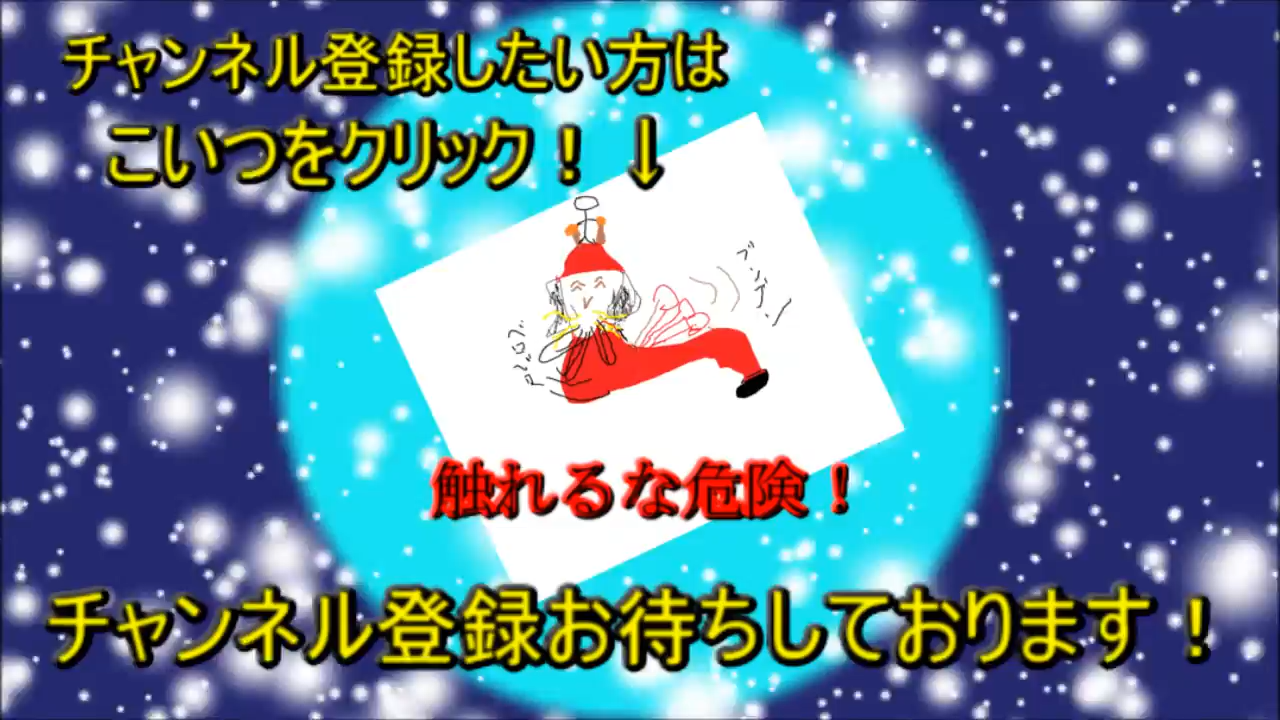 チャンネル登録したい方は
こいつをクリック！ ↓
触れるな危険！
チャンネル登録お待ちしております！